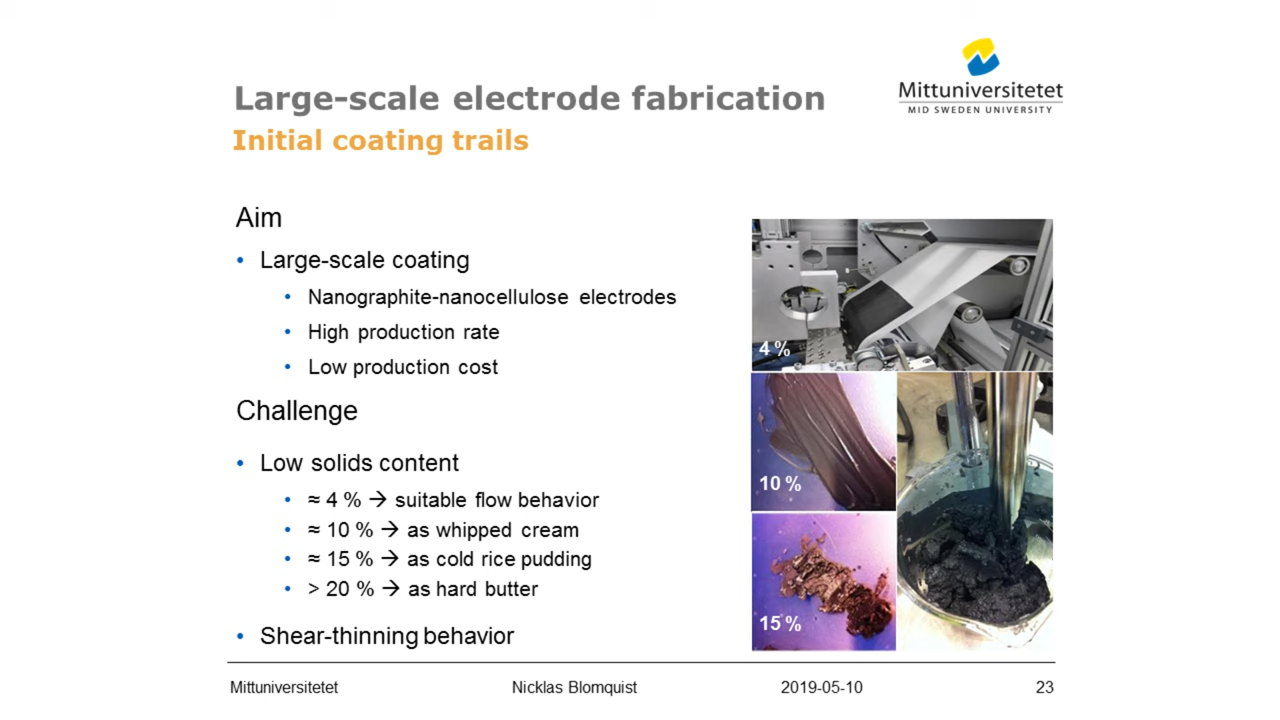 Mittuniversitetet
MID SWEDEN UNIVERSITY
Large-scale electrode fabrication
Initial coating trails
Aim
• Large-scale coating
• Nanographite-nanocellulose electrodes
• High production rate
• Low production cost
Challenge
• Low solids content
• ≈ 4 % → suitable flow behavior
• ≈ 10 % → as whipped cream
• ≈ 15 % → as cold rice pudding
• > 20 % → as hard butter
• Shear-thinning behavior
4 %
10 %
15 %
Mittuniversitetet Nicklas Blomquist 2019-05-10 23